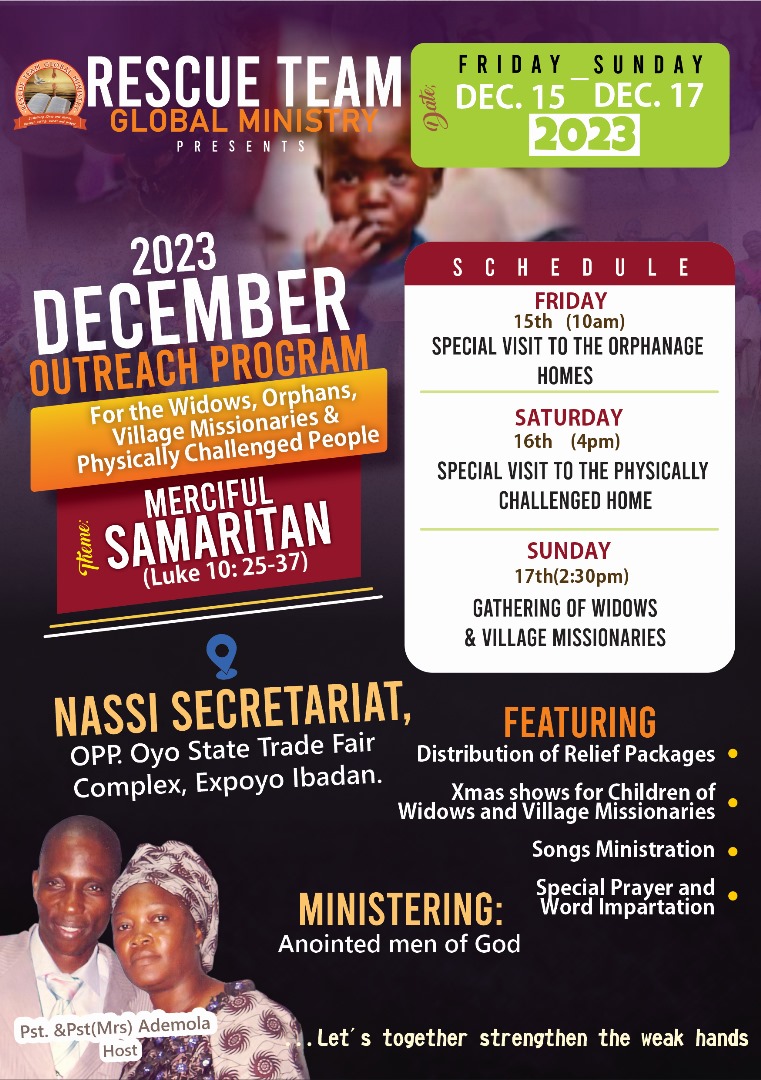 RESCUE TEAM GLOBAL MINISTRY
RESCUE TEAM
GLOBAL MINISTRY
PRESENTS
Date:
FRIDAY _ SUNDAY
DEC. 15 DEC. 17
2023
2023
DECEMBER
OUTREACH PROGRAM
For the Widows, Orphans,
Village Missionaries &
Physically Challenged People
Theme:
MERCIFUL
SAMARITAN
(Luke 10: 25-37)
SCHEDULE
FRIDAY
15th (10am)
SPECIAL VISIT TO THE ORPHANAGE
HOMES
SATURDAY
16th (4pm)
SPECIAL VISIT TO THE PHYSICALLY
CHALLENGED HOME
SUNDAY
17th(2:30pm)
GATHERING OF WIDOWS
& VILLAGE MISSIONARIES
NASSI SECRETARIAT,
OPP. Oyo State Trade Fair
Complex, Expoyo Ibadan.
FEATURING
Distribution of Relief Packages
Xmas shows for Children of
Widows and Village Missionaries
Songs Ministration
Special Prayer and
Word Impartation
MINISTERING:
Anointed men of God
Pst. &Pst(Mrs) Ademola
Host
...Let's together strengthen the weak hands